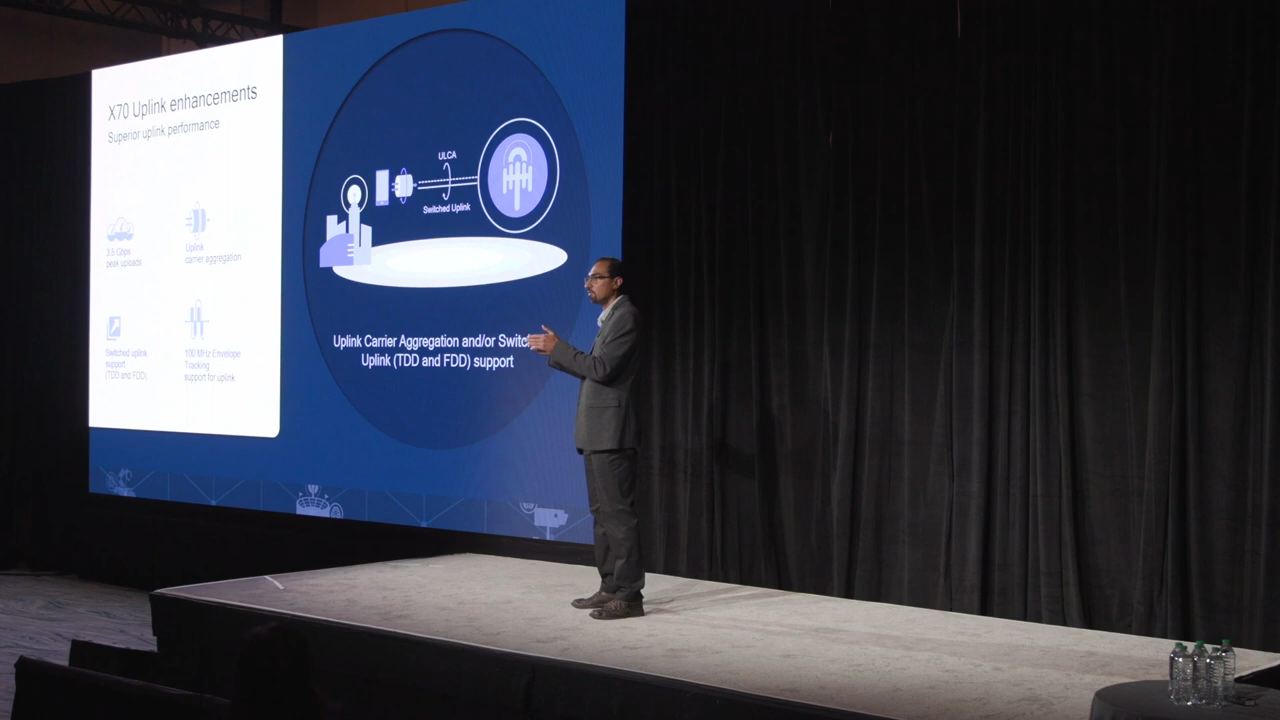 X70 Uplink enhancements
Superior uplink performance
3.5 Gbps
peak uploads
Uplink
carrier aggregation
Switched uplink
support
(TDD and FDD)
100 MHz Envelope
Tracking
support for uplink
ULCA
Switched Uplink
Uplink Carrier Aggregation and/or Switch
Uplink (TDD and FDD) support